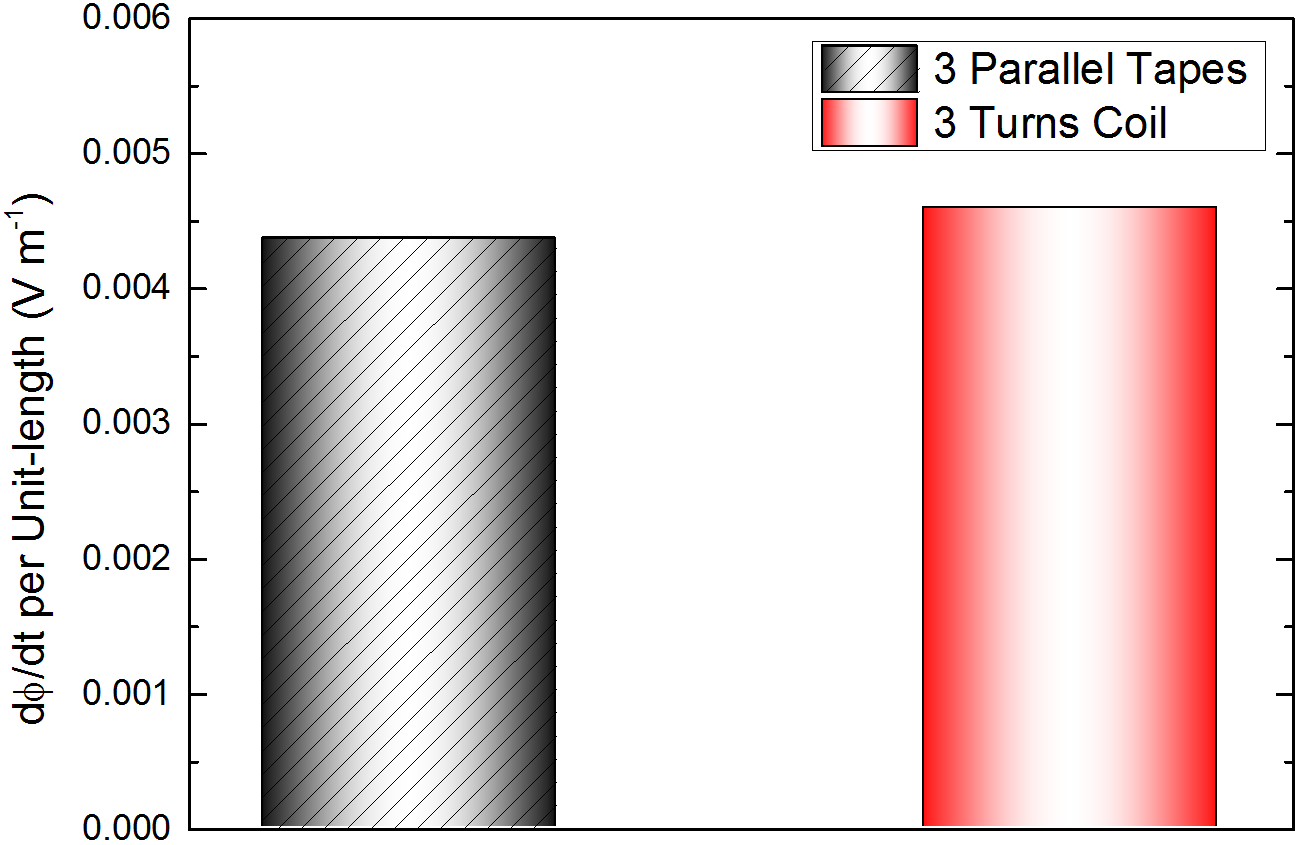 0.006
0.005
0.004
0.003
0.002
0.001
0.000
dϕ/dt per Unit-length (V m⁻¹)
3 Parallel Tapes
3 Turns Coil